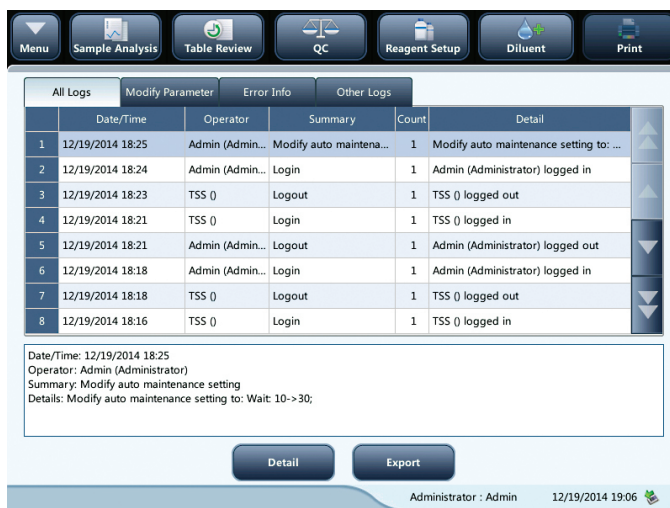 Menu Sample Analysis Table Review QC Reagent Setup Diluent Print
All Logs Modify Parameter Error Info Other Logs
Date/Time Operator Summary Count Detail
1 12/19/2014 18:25 Admin (Admin... Modify auto maintena... 1 Modify auto maintenance setting to: ...
2 12/19/2014 18:24 Admin (Admin... Login 1 Admin (Administrator) logged in
3 12/19/2014 18:23 TSS () Logout 1 TSS () logged out
4 12/19/2014 18:21 TSS () Login 1 TSS () logged in
5 12/19/2014 18:21 Admin (Admin... Logout 1 Admin (Administrator) logged out
6 12/19/2014 18:18 Admin (Admin... Login 1 Admin (Administrator) logged in
7 12/19/2014 18:18 TSS () Logout 1 TSS () logged out
8 12/19/2014 18:16 TSS () Login 1 TSS () logged in
Date/Time: 12/19/2014 18:25
Operator: Admin (Administrator)
Summary: Modify auto maintenance setting
Details: Modify auto maintenance setting to: Wait: 10->30;
Detail Export
Administrator : Admin 12/19/2014 19:06